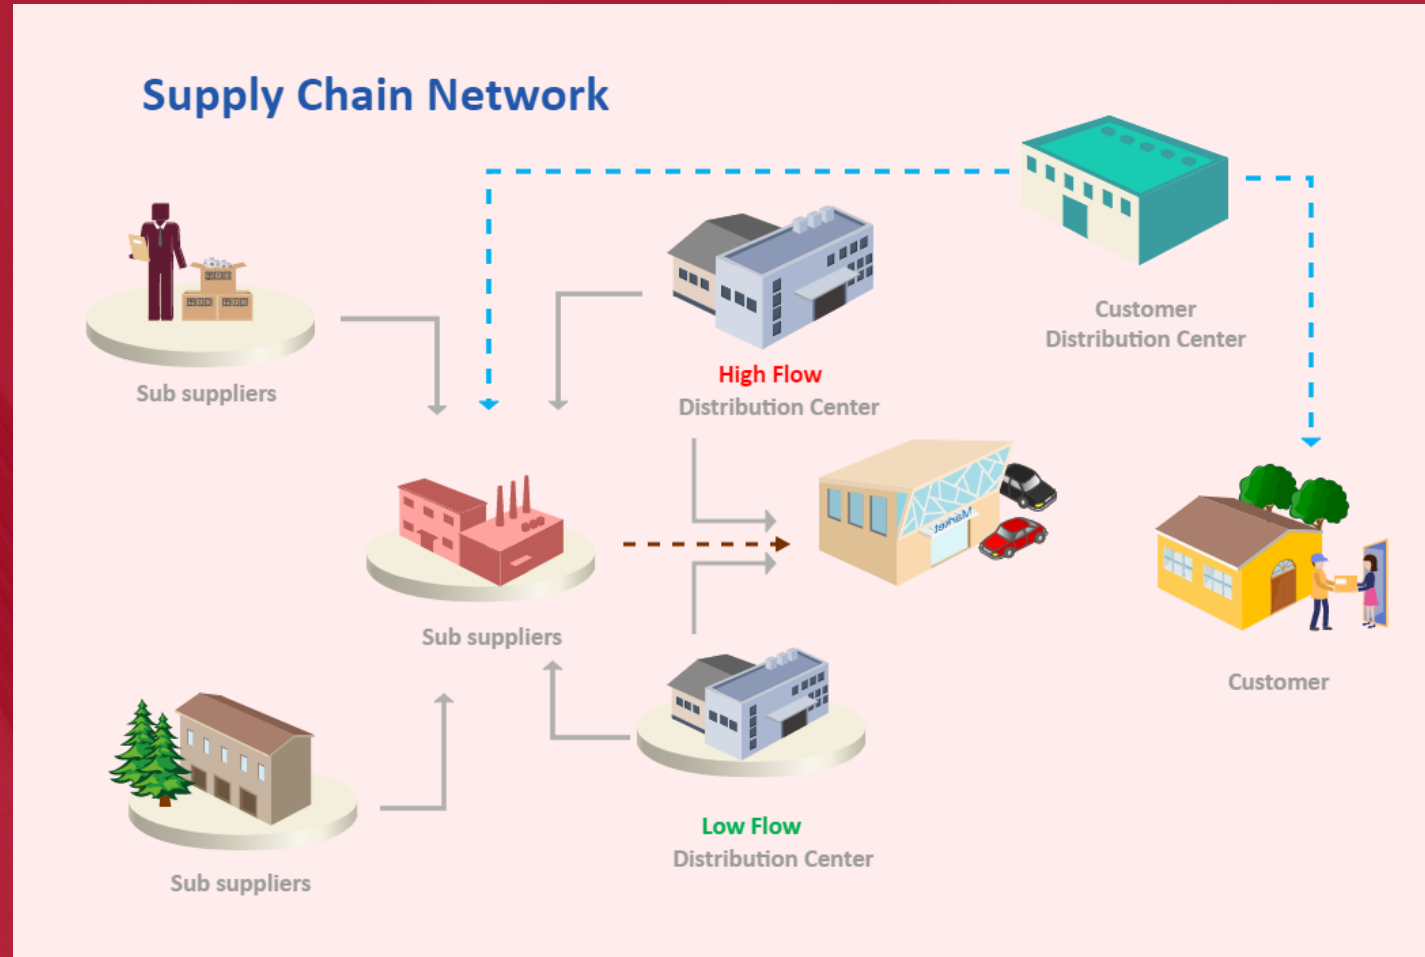 Supply Chain Network
Sub suppliers
High Flow
Distribution Center
Customer
Distribution Center
Market
Sub suppliers
Customer
Sub suppliers
Low Flow
Distribution Center